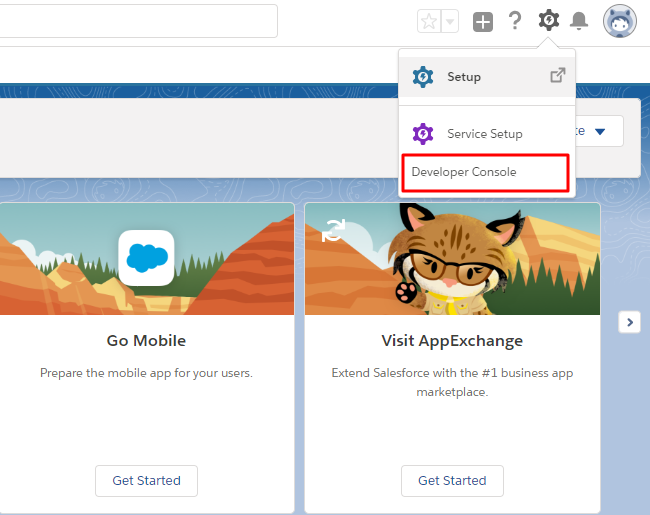 Setup
Service Setup
te
Developer Console
Go Mobile
Prepare the mobile app for your users.
Get Started
Visit AppExchange
Extend Salesforce with the #1 business app
marketplace.
Get Started